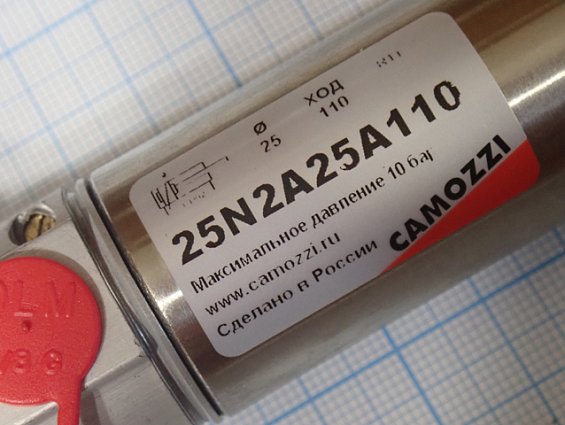 Ø ХОД
25 110
25N2A25A110
Максимальное давление 10 бар
www.camozzi.ru
Сделано в России
CAMOZZI